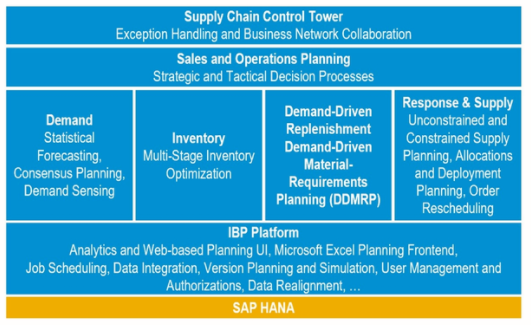 Supply Chain Control Tower
Exception Handling and Business Network Collaboration
Sales and Operations Planning
Strategic and Tactical Decision Processes
Demand
Statistical
Forecasting,
Consensus Planning,
Demand Sensing
Inventory
Multi-Stage Inventory
Optimization
Demand-Driven
Replenishment
Demand-Driven
Material-
Requirements
Planning (DDMRP)
Response & Supply
Unconstrained and
Constrained Supply
Planning, Allocations
and Deployment
Planning, Order
Rescheduling
IBP Platform
Analytics and Web-based Planning UI, Microsoft Excel Planning Frontend,
Job Scheduling, Data Integration, Version Planning and Simulation, User Management and
Authorizations, Data Realignment, …
SAP HANA